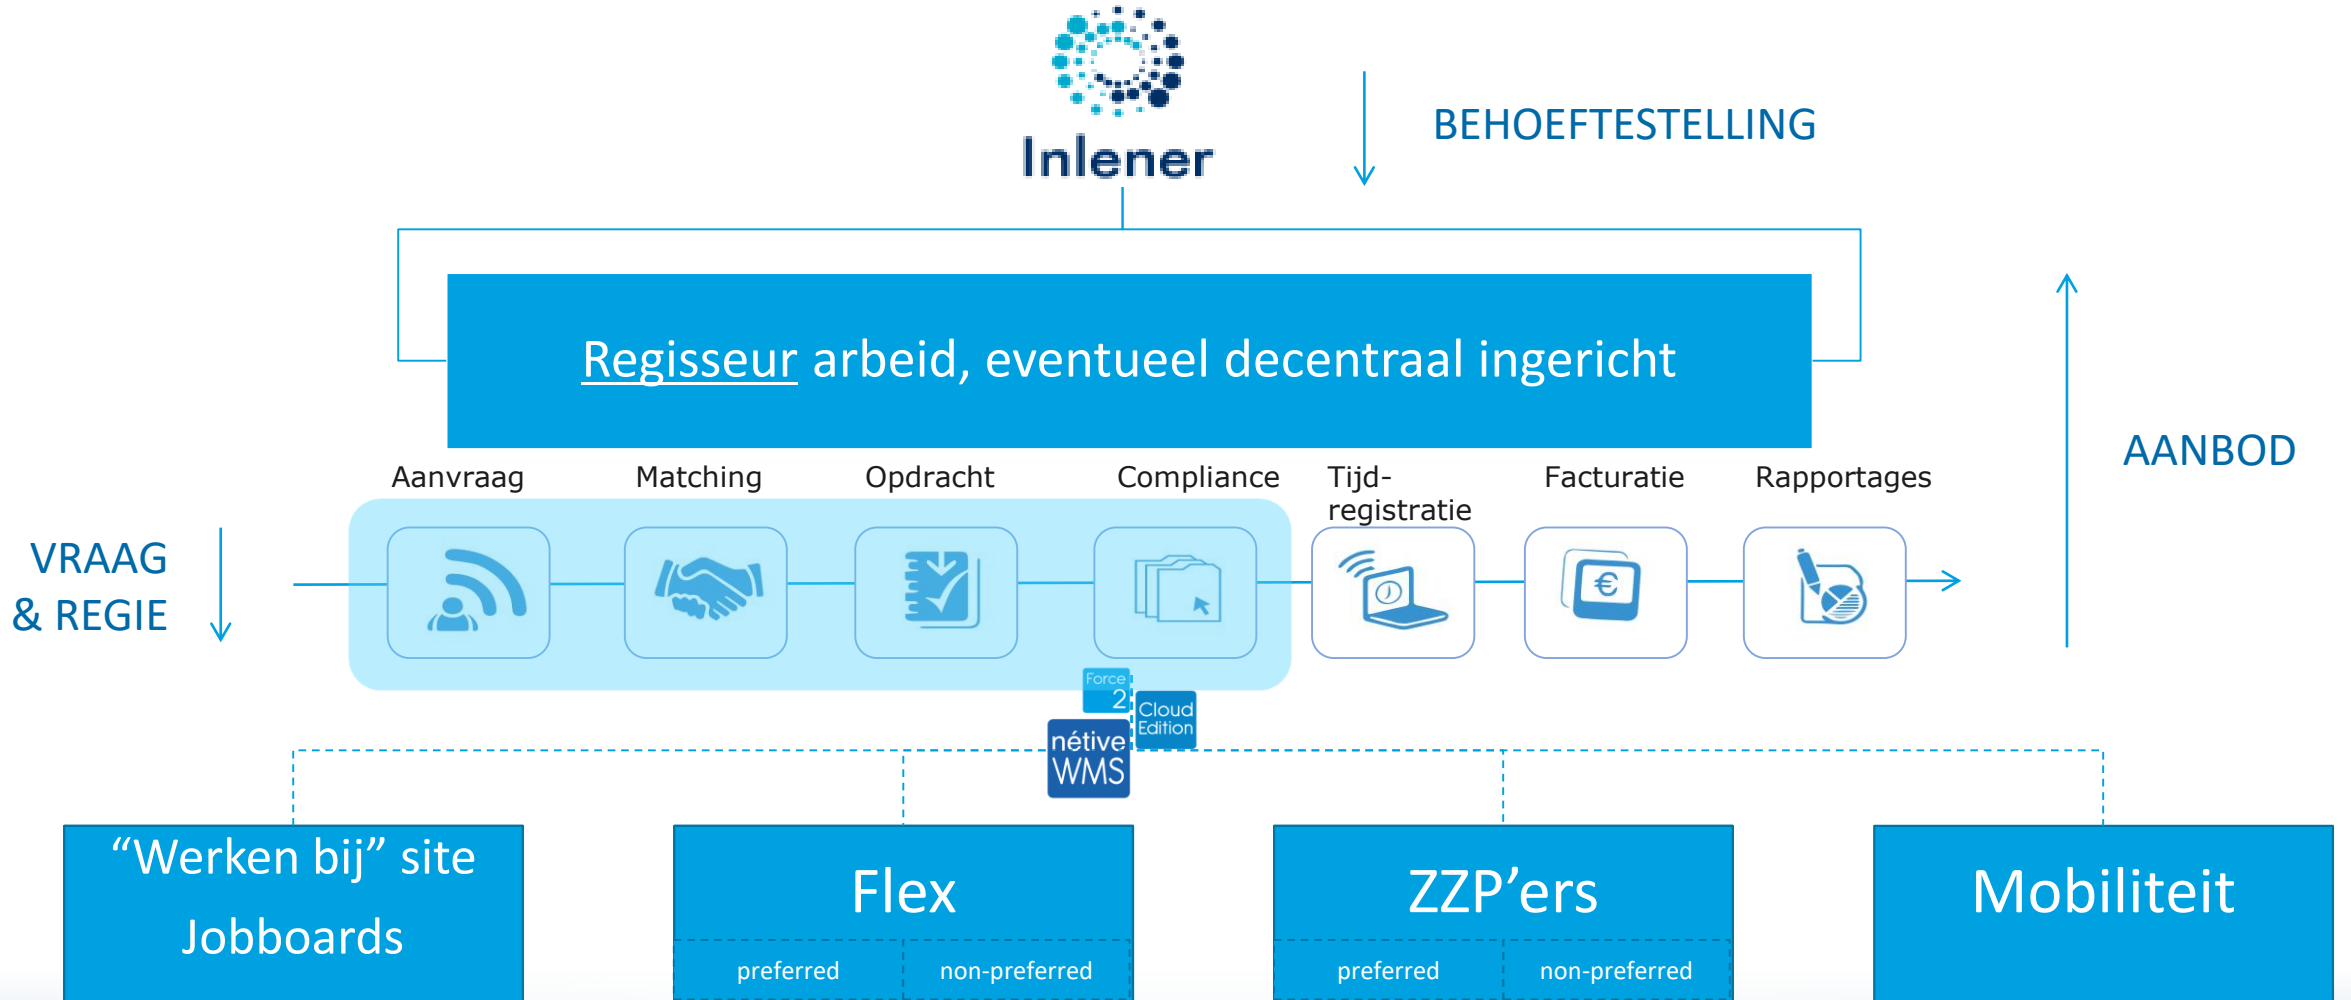 Inlener
BEHOEFTESTELLING
Regisseur arbeid, eventueel decentraal ingericht
AANBOD
Aanvraag
Matching
Opdracht
Compliance
Tijd-
registratie
Facturatie
Rapportages
VRAAG
& REGIE
€
Force
2
Cloud
Edition
nétive
WMS
“Werken bij” site
Jobboards
Flex
preferred
non-preferred
ZZP’ers
preferred
non-preferred
Mobiliteit